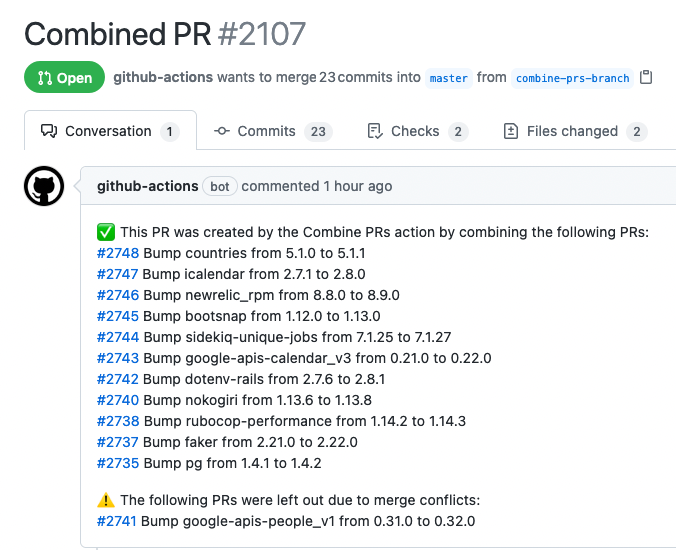 Combined PR #2107
Open github-actions wants to merge 23 commits into master from combine-prs-branch
Conversation 1 Commits 23 Checks 2 Files changed 2
github-actions bot commented 1 hour ago
✅ This PR was created by the Combine PRs action by combining the following PRs:
#2748 Bump countries from 5.1.0 to 5.1.1
#2747 Bump icalendar from 2.7.1 to 2.8.0
#2746 Bump newrelic_rpm from 8.8.0 to 8.9.0
#2745 Bump bootsnap from 1.12.0 to 1.13.0
#2744 Bump sidekiq-unique-jobs from 7.1.25 to 7.1.27
#2743 Bump google-apis-calendar_v3 from 0.21.0 to 0.22.0
#2742 Bump dotenv-rails from 2.7.6 to 2.8.1
#2740 Bump nokogiri from 1.13.6 to 1.13.8
#2738 Bump rubocop-performance from 1.14.2 to 1.14.3
#2737 Bump faker from 2.21.0 to 2.22.0
#2735 Bump pg from 1.4.1 to 1.4.2
⚠️ The following PRs were left out due to merge conflicts:
#2741 Bump google-apis-people_v1 from 0.31.0 to 0.32.0